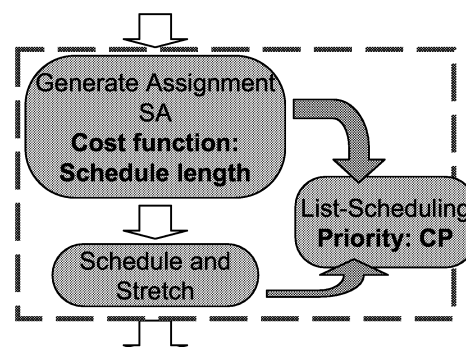 Generate Assignment
SA
Cost function:
Schedule length
List-Scheduling
Priority: CP
Schedule and
Stretch